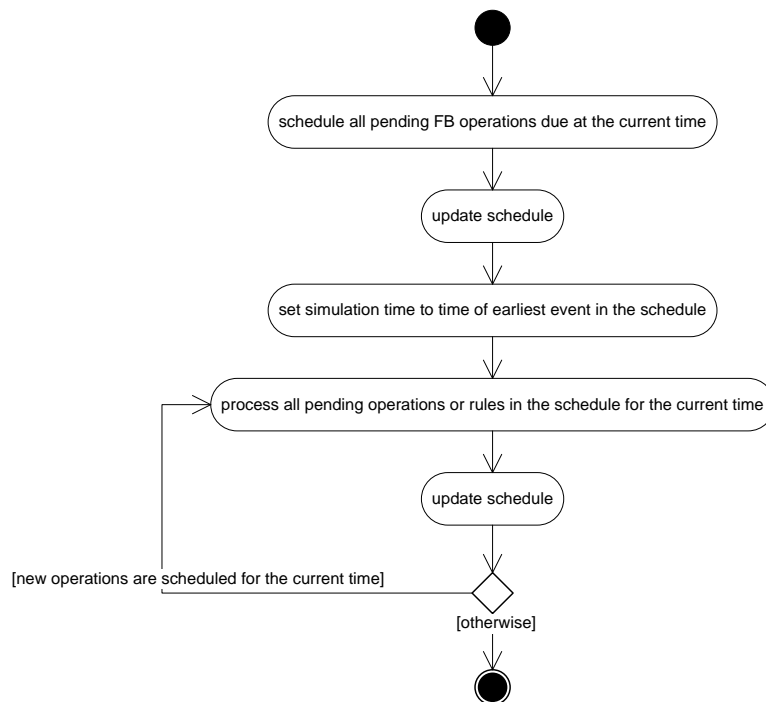 schedule all pending FB operations due at the current time
update schedule
set simulation time to time of earliest event in the schedule
process all pending operations or rules in the schedule for the current time
update schedule
[new operations are scheduled for the current time]
[otherwise]